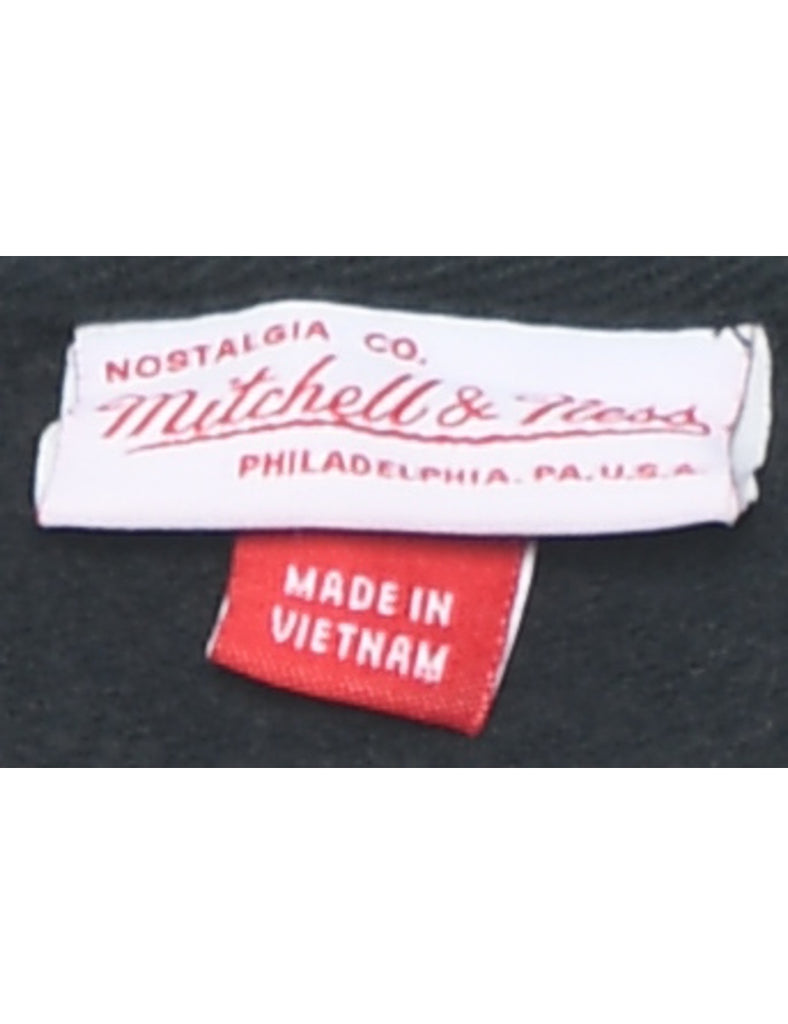 NOSTALGIA CO.
Mitchell & Ness
PHILADELPHIA. PA. U.S.A
MADE IN
VIETNAM